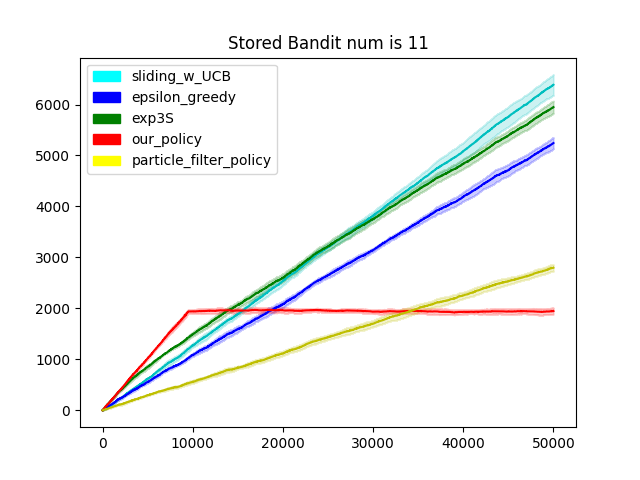 Stored Bandit num is 11
sliding_w_UCB
epsilon_greedy
exp3S
our_policy
particle_filter_policy
6000
5000
4000
3000
2000
1000
0
0 10000 20000 30000 40000 50000